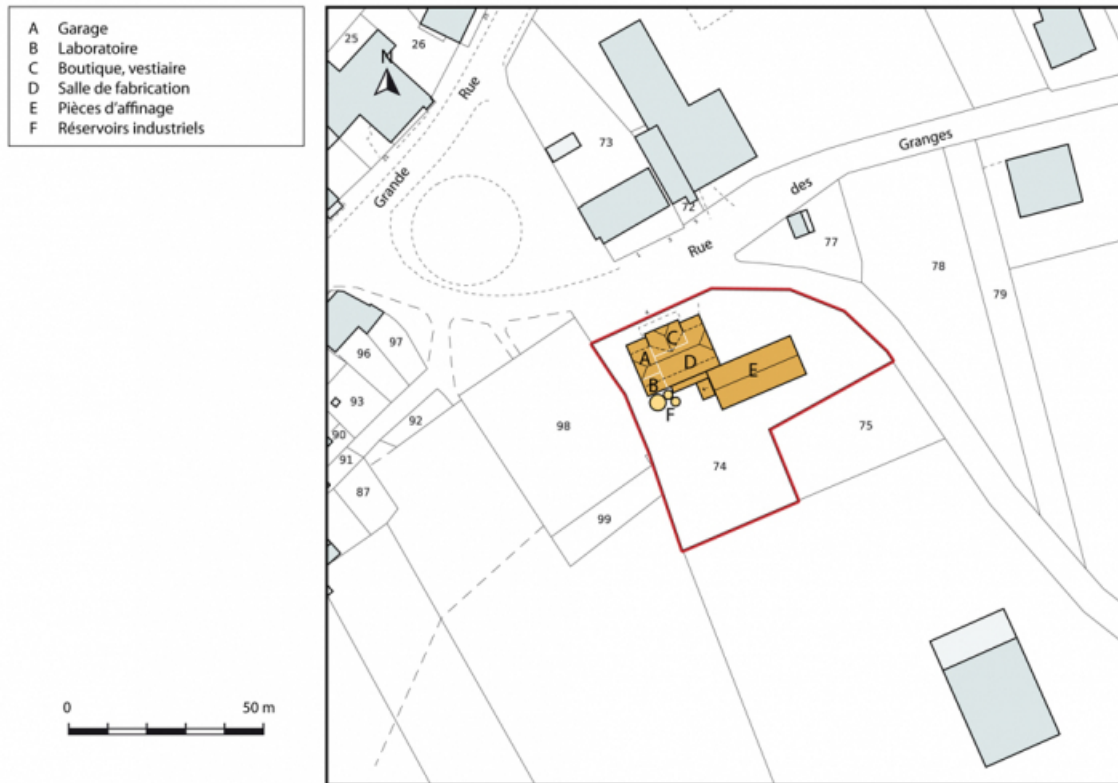 A Garage
B Laboratoire
C Boutique, vestiaire
D Salle de fabrication
E Pièces d'affinage
F Réservoirs industriels
0 50 m
25
26
N
Rue
Grande
73
72
Granges
des
Rue
77
78
79
97
96
93
92
90
91
87
98
99
A
B
C
D
E
F
74
75